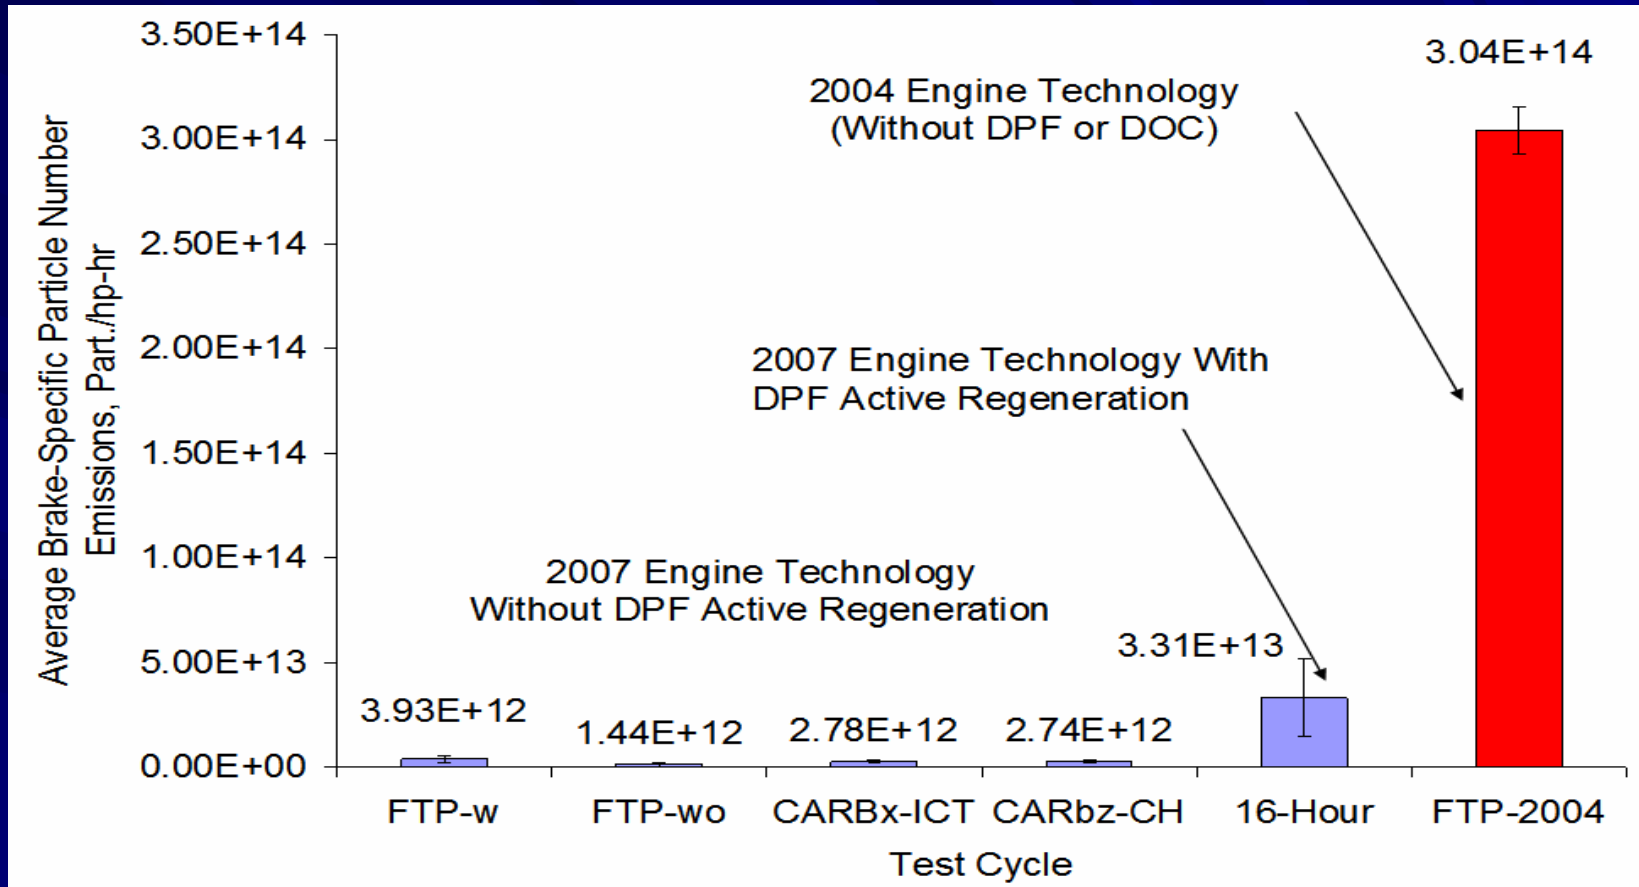 Average Brake-Specific Particle Number
Emissions, Part./hp-hr
3.50E+14
3.00E+14
2.50E+14
2.00E+14
1.50E+14
1.00E+14
5.00E+13
0.00E+00
2004 Engine Technology
(Without DPF or DOC)
3.04E+14
2007 Engine Technology With
DPF Active Regeneration
2007 Engine Technology
Without DPF Active Regeneration
3.93E+12
1.44E+12
2.78E+12
2.74E+12
3.31E+13
FTP-w
FTP-wo
CARBx-ICT
CARbz-CH
16-Hour
FTP-2004
Test Cycle